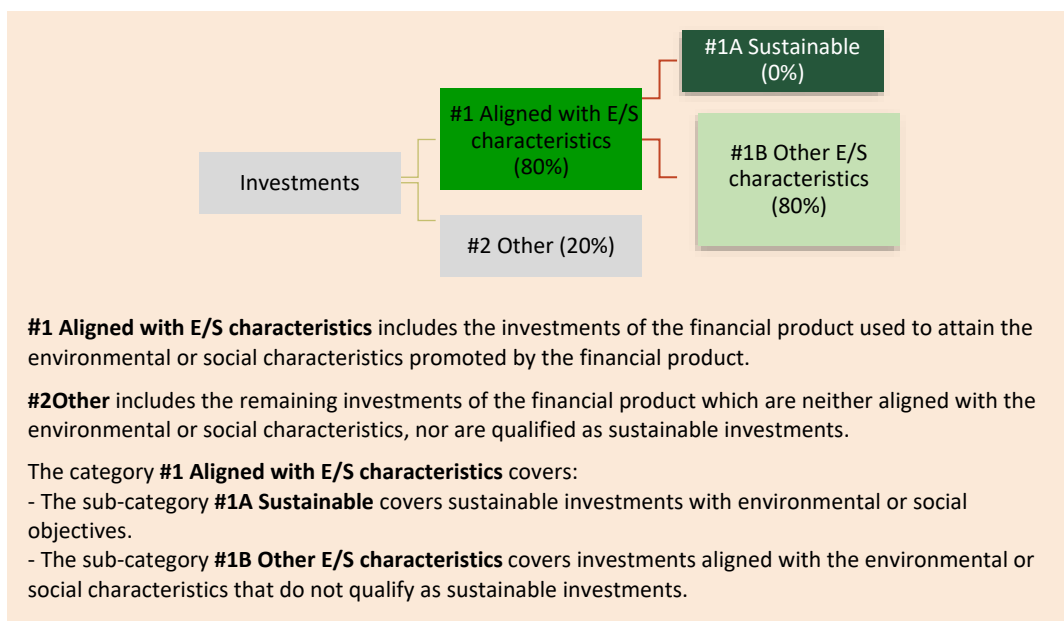 #1A Sustainable
(0%)
#1 Aligned with E/S
characteristics
(80%)
#1B Other E/S
characteristics
(80%)
Investments
#2 Other (20%)
#1 Aligned with E/S characteristics includes the investments of the financial product used to attain the
environmental or social characteristics promoted by the financial product.
#2Other includes the remaining investments of the financial product which are neither aligned with the
environmental or social characteristics, nor are qualified as sustainable investments.
The category #1 Aligned with E/S characteristics covers:
- The sub-category #1A Sustainable covers sustainable investments with environmental or social
objectives.
- The sub-category #1B Other E/S characteristics covers investments aligned with the environmental or
social characteristics that do not qualify as sustainable investments.